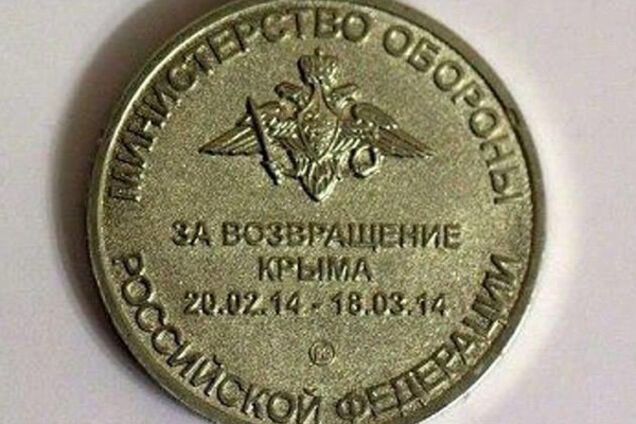 МИНИСТЕРСТВО ОБОРОНЫ
ЗА ВОЗВРАЩЕНИЕ
КРЫМА
20.02.14 - 18.03.14
РОССИЙСКОЙ ФЕДЕРАЦИИ